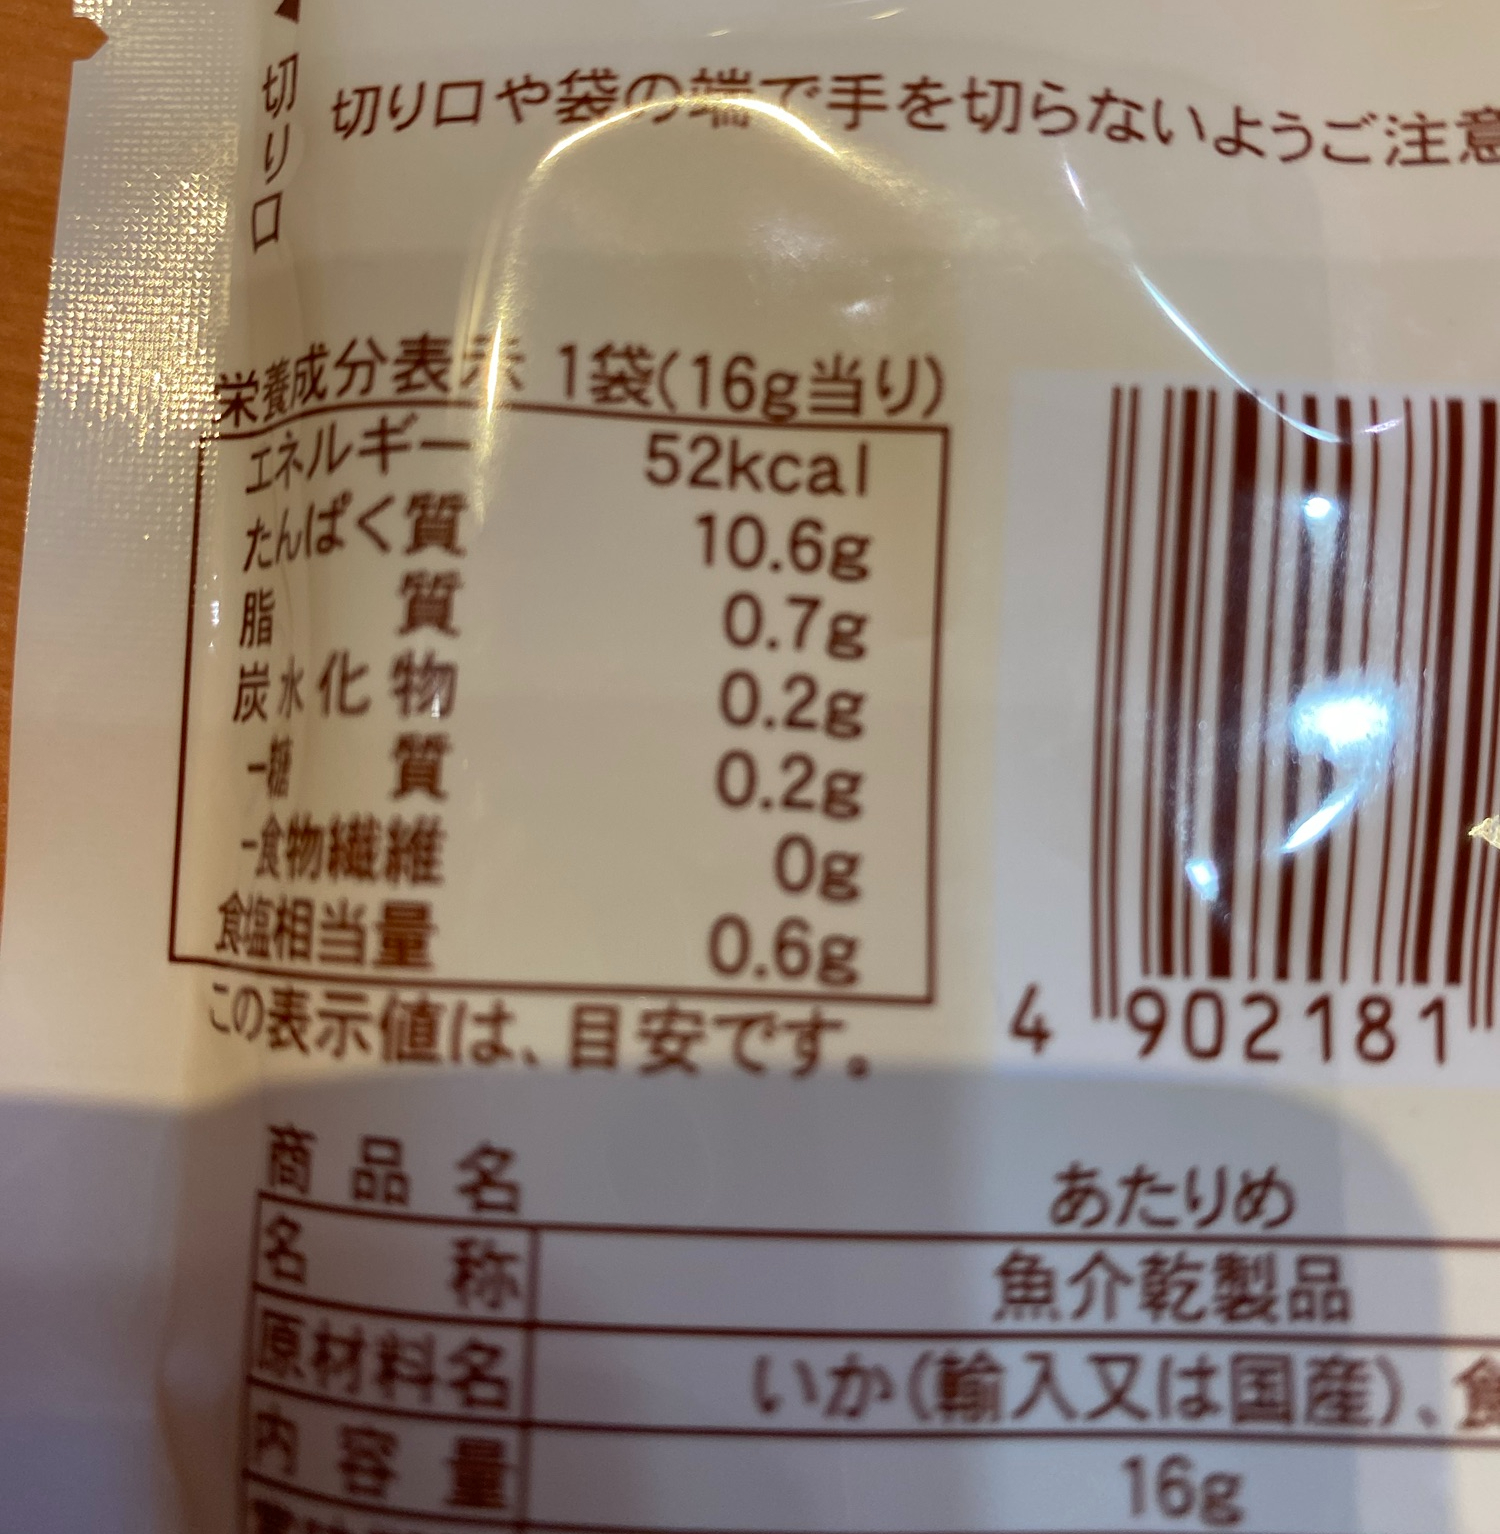 切り口
切り口や袋の端で手を切らないようご注意
栄養成分表示 1袋(16g当り)
エネルギー 52kcal
たんぱく質 10.6g
脂質 0.7g
炭水化物 0.2g
-糖質 0.2g
-食物繊維 0g
食塩相当量 0.6g
この表示値は、目安です。
4 902181
商品名 あたりめ
名称 魚介乾製品
原材料名 いか(輸入又は国産)、食
内容量 16g